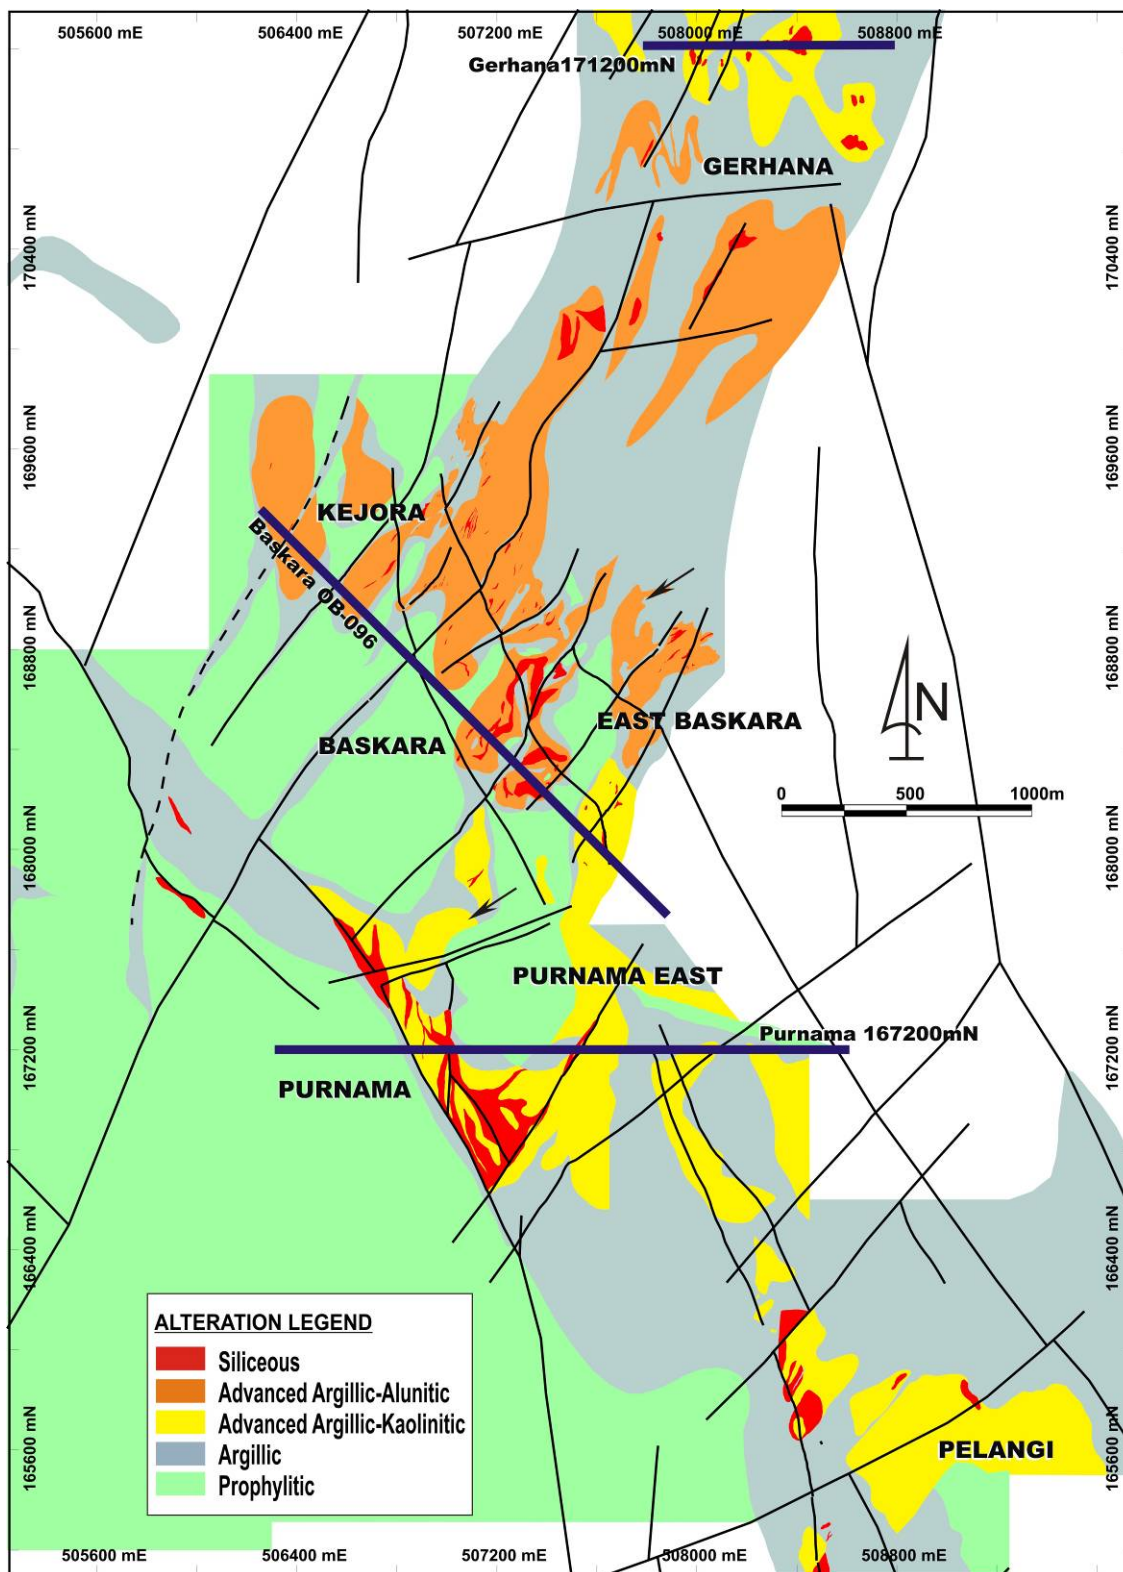 505600 mE
506400 mE
507200 mE
508000 mE
508800 mE
Gerhana171200mN
GERHANA
170400 mN
170400 mN
169600 mN
169600 mN
KEJORA
Baskara ΦB-096
168800 mN
168800 mN
N
EAST BASKARA
BASKARA
0
500
1000m
168000 mN
168000 mN
PURNAMA EAST
Purnama 167200mN
167200 mN
167200 mN
PURNAMA
166400 mN
166400 mN
ALTERATION LEGEND
Siliceous
Advanced Argillic-Alunitic
Advanced Argillic-Kaolinitic
Argillic
Prophylitic
PELANGI
165600 mN
165600 mN
505600 mE
506400 mE
507200 mE
508000 mE
508800 mE